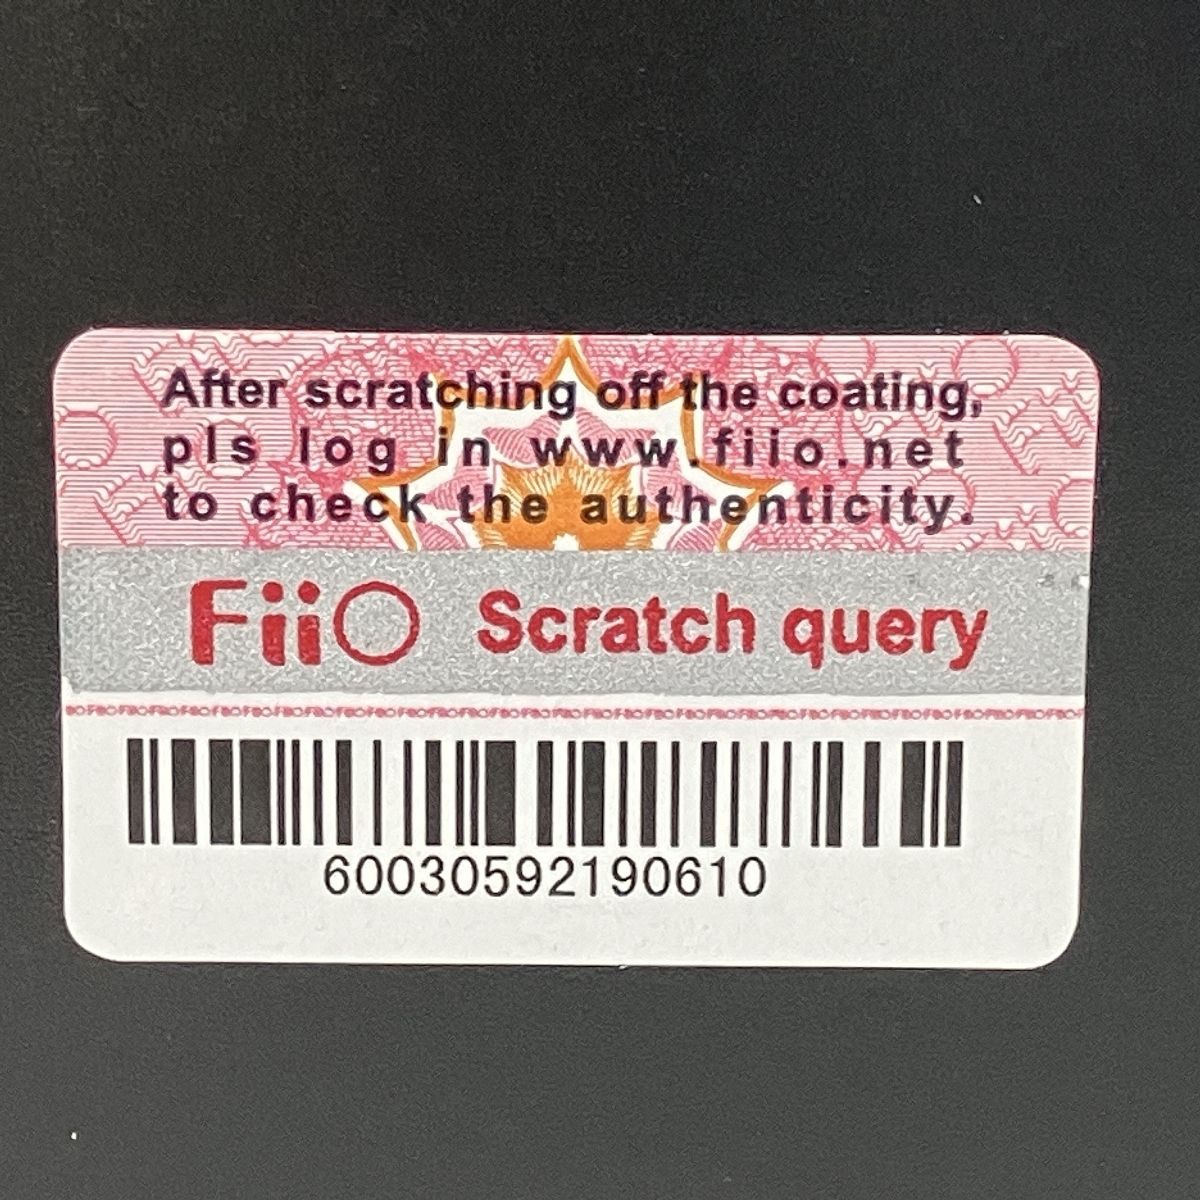 After scratching off the coating,
pls log in www.fiio.net
to check the authenticity.
FiiO Scratch query
60030592190610